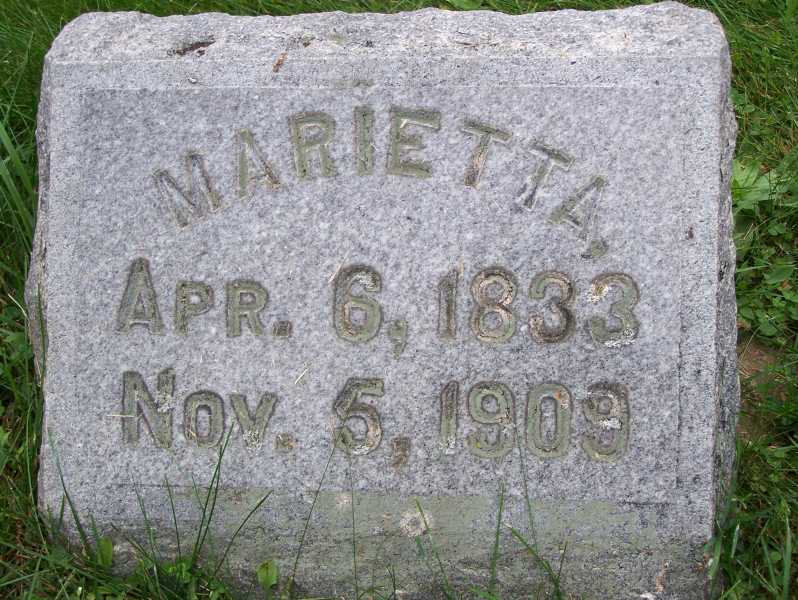 MARIETTA,
APR. 6, 1833
NOV. 5, 1909